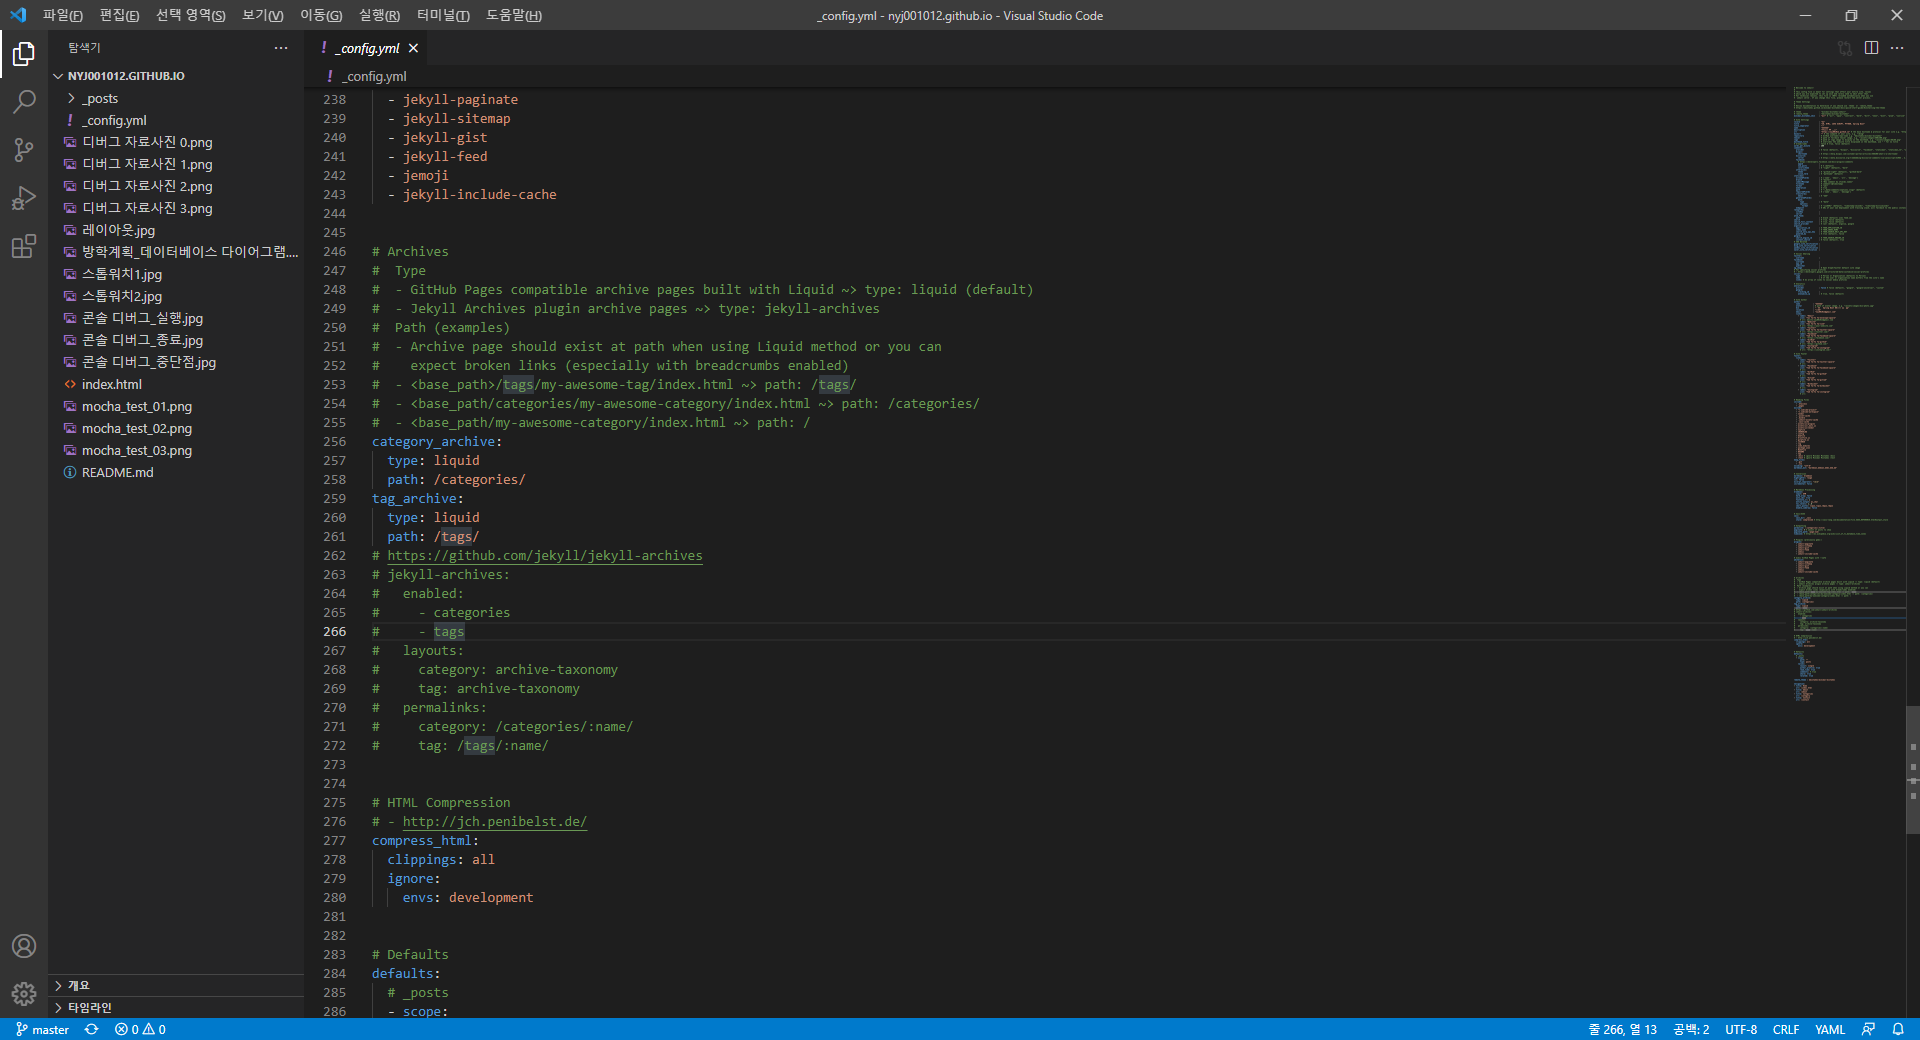 파일(F) 편집(E) 선택 영역(S) 보기(V) 이동(G) 실행(R) 터미널(T) 도움말(H)
_config.yml - nyj001012.github.io - Visual Studio Code
탐색기
NYJ001012.GITHUB.IO
_posts
_config.yml
디버그 자료사진 0.png
디버그 자료사진 1.png
디버그 자료사진 2.png
디버그 자료사진 3.png
레이아웃.jpg
방학계획_데이터베이스 다이어그램....
스톱워치1.jpg
스톱워치2.jpg
콘솔 디버그_실행.jpg
콘솔 디버그_종료.jpg
콘솔 디버그_중단점.jpg
index.html
mocha_test_01.png
mocha_test_02.png
mocha_test_03.png
README.md
개요
타임라인
_config.yml
_config.yml
238 - jekyll-paginate
239 - jekyll-sitemap
240 - jekyll-gist
241 - jekyll-feed
242 - jemoji
243 - jekyll-include-cache
244
245
246 # Archives
247 #  Type
248 #  - GitHub Pages compatible archive pages built with Liquid ~> type: liquid (default)
249 #  - Jekyll Archives plugin archive pages ~> type: jekyll-archives
250 #  Path (examples)
251 #  - Archive page should exist at path when using Liquid method or you can
252 #    expect broken links (especially with breadcrumbs enabled)
253 #  - <base_path>/tags/my-awesome-tag/index.html ~> path: /tags/
254 #  - <base_path/categories/my-awesome-category/index.html ~> path: /categories/
255 #  - <base_path/my-awesome-category/index.html ~> path: /
256 category_archive:
257   type: liquid
258   path: /categories/
259 tag_archive:
260   type: liquid
261   path: /tags/
262 # https://github.com/jekyll/jekyll-archives
263 # jekyll-archives:
264 #   enabled:
265 #     - categories
266 #     - tags
267 #   layouts:
268 #     category: archive-taxonomy
269 #     tag: archive-taxonomy
270 #   permalinks:
271 #     category: /categories/:name/
272 #     tag: /tags/:name/
273
274
275 # HTML Compression
276 # - http://jch.penibelst.de/
277 compress_html:
278   clippings: all
279   ignore:
280     envs: development
281
282
283 # Defaults
284 defaults:
285   # _posts
286   - scope:
master 0 0 줄 266, 열 13 공백: 2 UTF-8 CRLF YAML